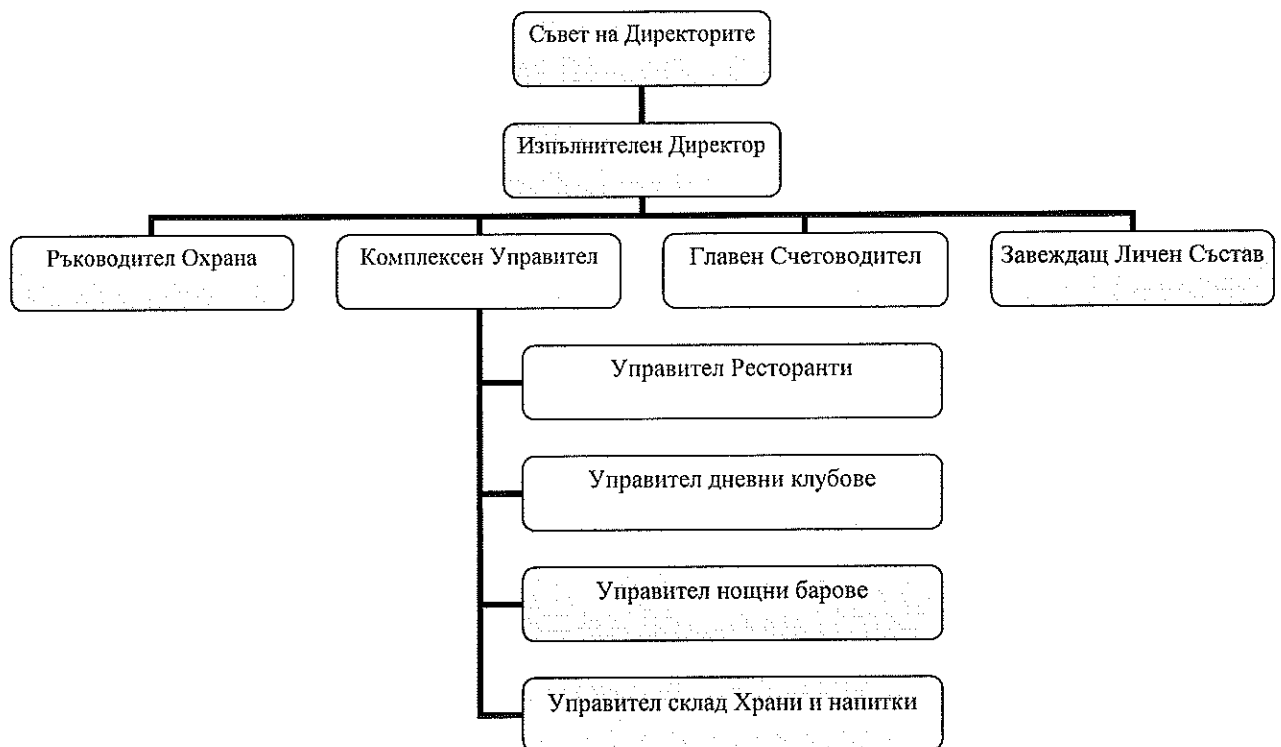 Съвет на Директорите
Изпълнителен Директор
Ръководител Охрана
Комплексен Управител
Главен Счетоводител
Завеждащ Личен Състав
Управител Ресторанти
Управител дневни клубове
Управител нощни барове
Управител склад Храни и напитки